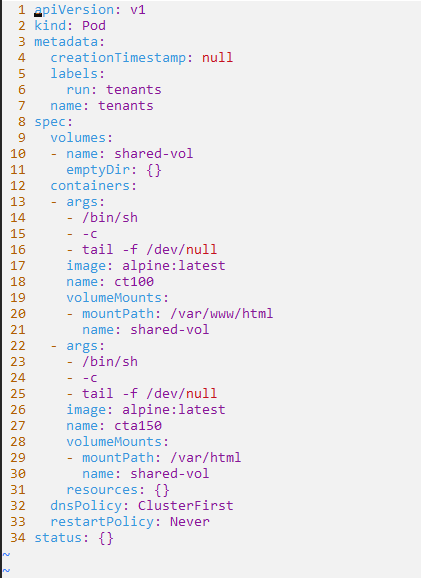 1 apiVersion: v1
2 kind: Pod
3 metadata:
4   creationTimestamp: null
5   labels:
6     run: tenants
7   name: tenants
8 spec:
9   volumes:
10   - name: shared-vol
11     emptyDir: {}
12   containers:
13   - args:
14     - /bin/sh
15     - -c
16     - tail -f /dev/null
17     image: alpine:latest
18     name: ct100
19     volumeMounts:
20     - mountPath: /var/www/html
21       name: shared-vol
22   - args:
23     - /bin/sh
24     - -c
25     - tail -f /dev/null
26     image: alpine:latest
27     name: cta150
28     volumeMounts:
29     - mountPath: /var/html
30       name: shared-vol
31     resources: {}
32   dnsPolicy: ClusterFirst
33   restartPolicy: Never
34 status: {}
~
~